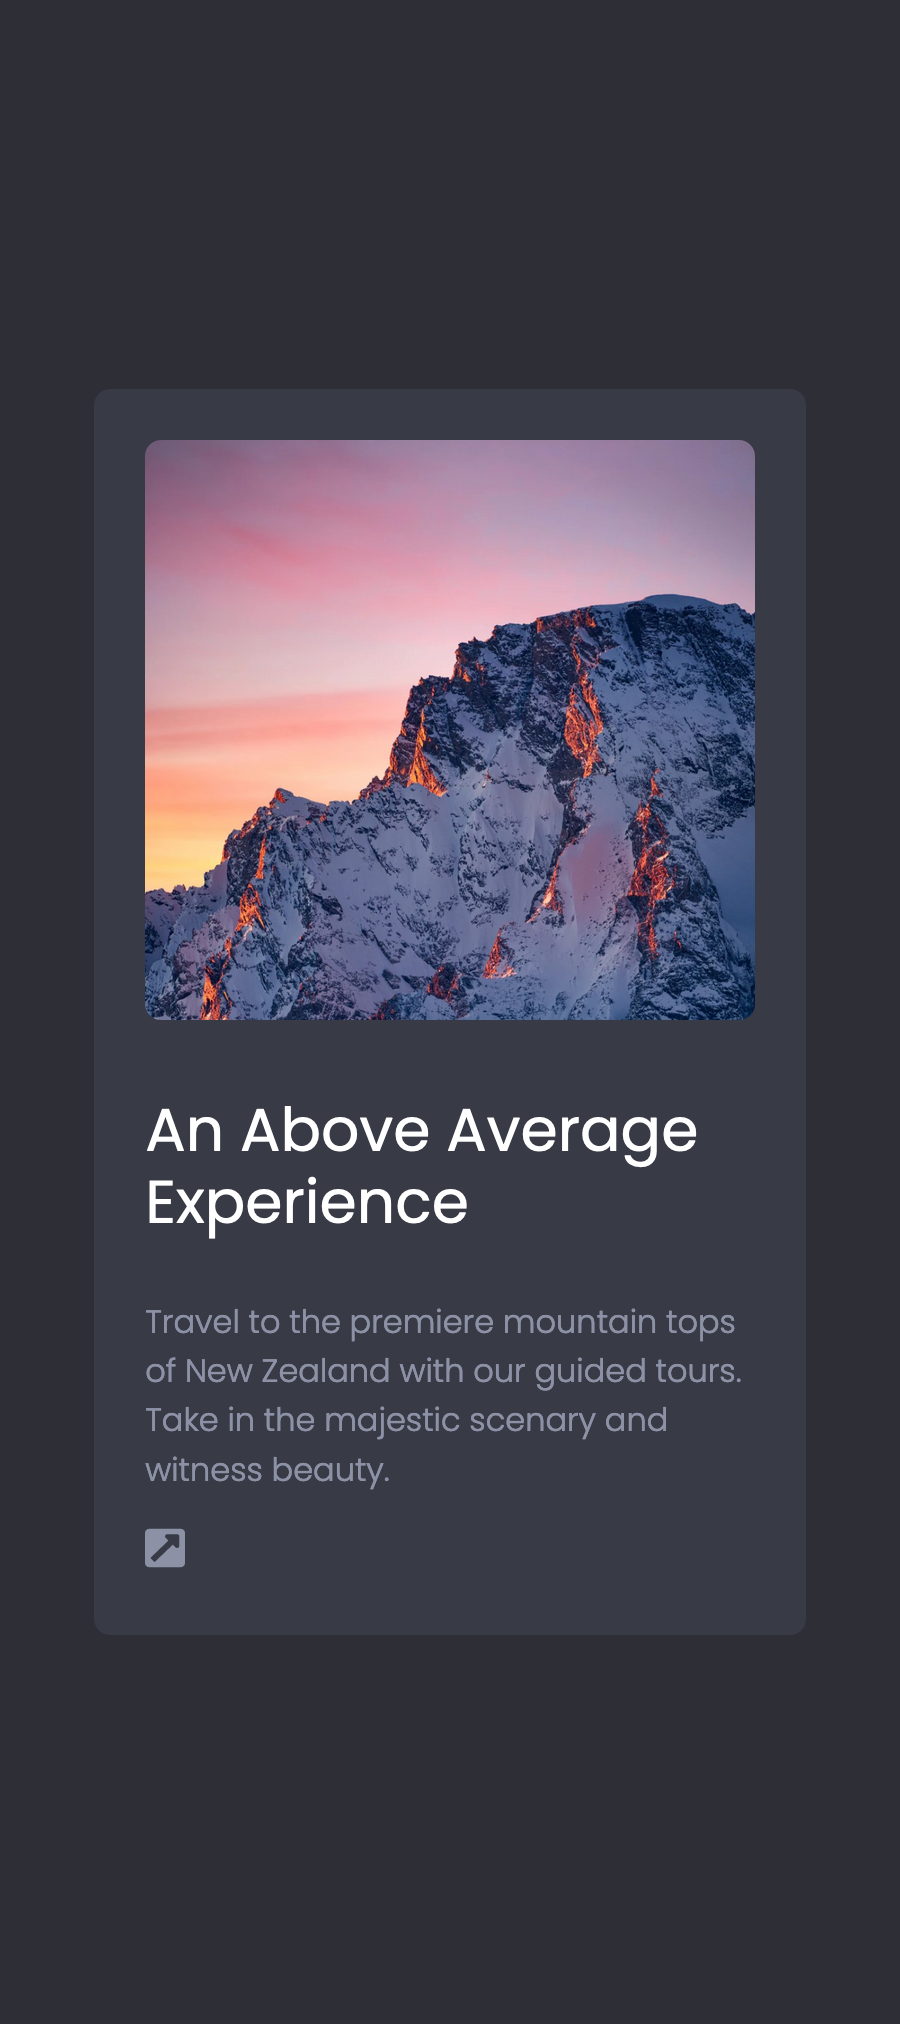 An Above Average
Experience
Travel to the premiere mountain tops
of New Zealand with our guided tours.
Take in the majestic scenary and
witness beauty.